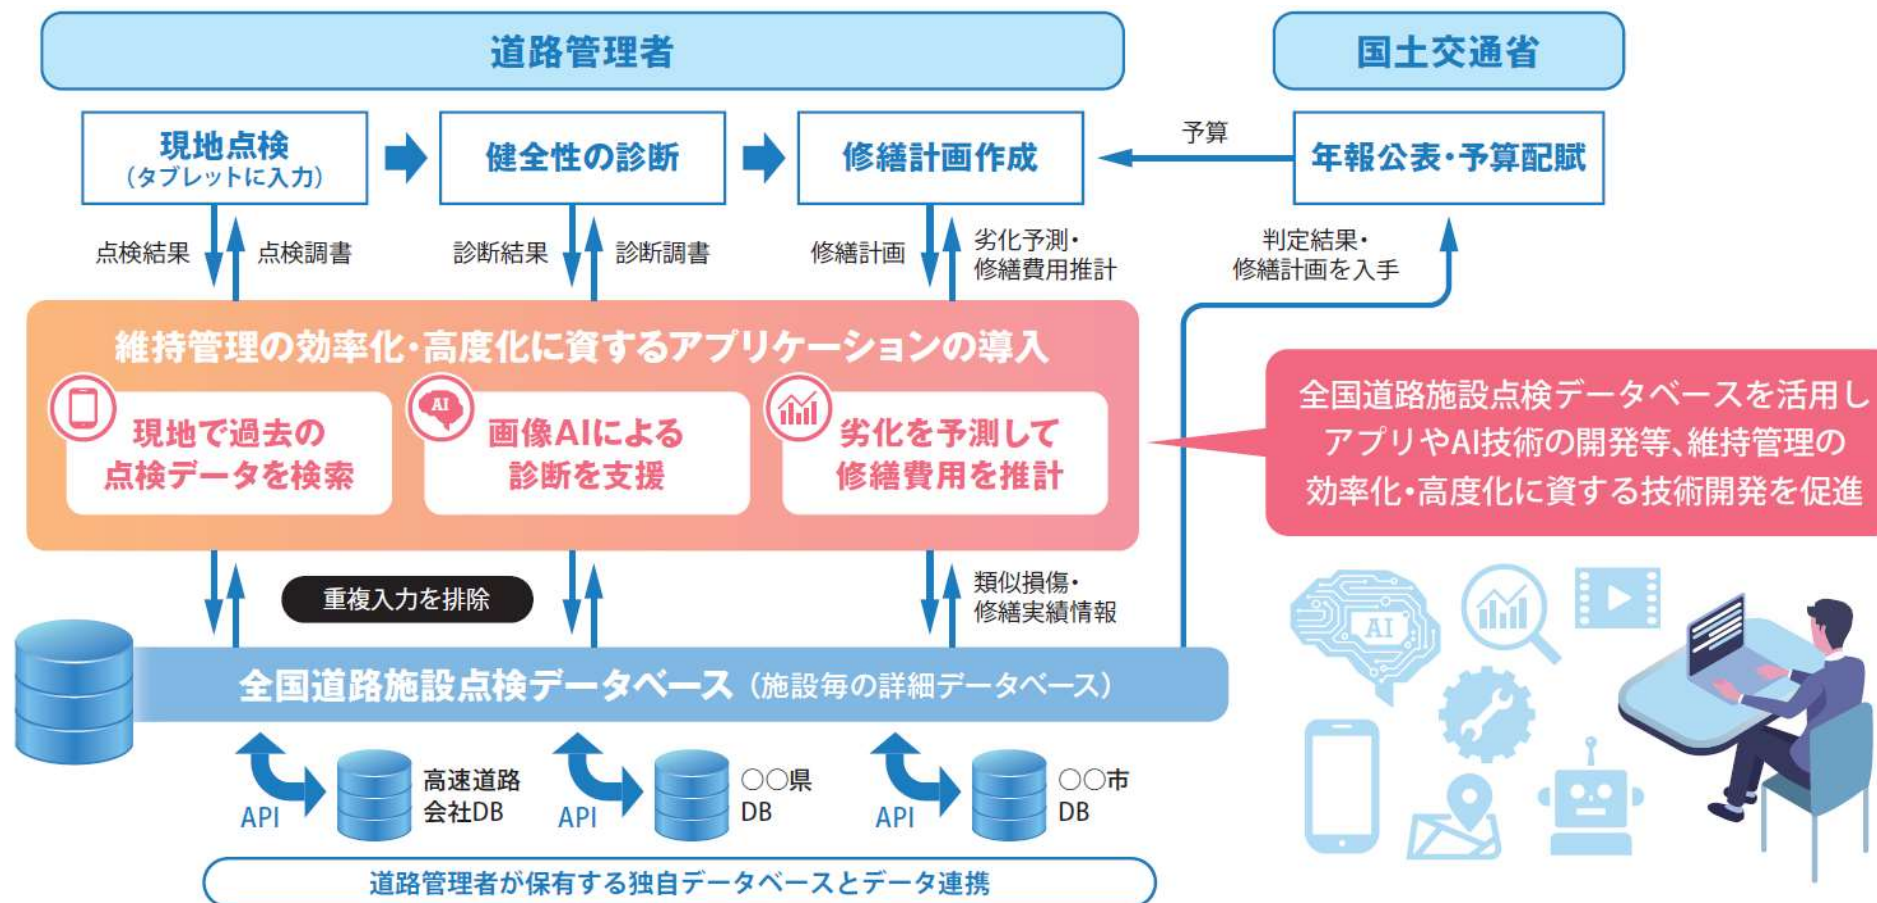 道路管理者
国土交通省
現地点検
（タブレットに入力）
健全性の診断
修繕計画作成
予算
年報公表・予算配賦
点検結果
点検調書
診断結果
診断調書
修繕計画
劣化予測・
修繕費用推計
判定結果・
修繕計画を入手
維持管理の効率化・高度化に資するアプリケーションの導入
現地で過去の
点検データを検索
AI
画像AIによる
診断を支援
劣化を予測して
修繕費用を推計
全国道路施設点検データベースを活用し
アプリやAI技術の開発等、維持管理の
効率化・高度化に資する技術開発を促進
重複入力を排除
類似損傷・
修繕実績情報
全国道路施設点検データベース（施設毎の詳細データベース）
AI
API
高速道路
会社DB
API
○○県
DB
API
○○市
DB
道路管理者が保有する独自データベースとデータ連携